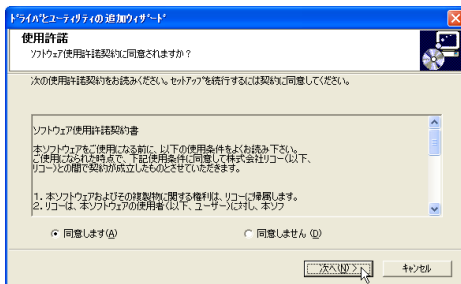 ドライバとユーティリティの追加ウィザード
使用許諾
ソフトウェア使用許諾契約に同意されますか?
次の使用許諾契約をお読みください。セットアップを続行するには契約に同意してください。
ソフトウェア使用許諾契約書
本ソフトウェアをご使用になる前に、以下の使用条件をよくお読み下さい。
ご使用になられた時点で、下記使用条件に同意して株式会社リコー(以下、
リコー)との間で契約が成立したものとさせていただきます。
1. 本ソフトウェアおよびその複製物に関する権利は、リコーに帰属します。
2. リコーは、本ソフトウェアの使用者(以下、ユーザー)に対し、本ソフ
同意します(A) 同意しません(D)
次へ(N) > キャンセル